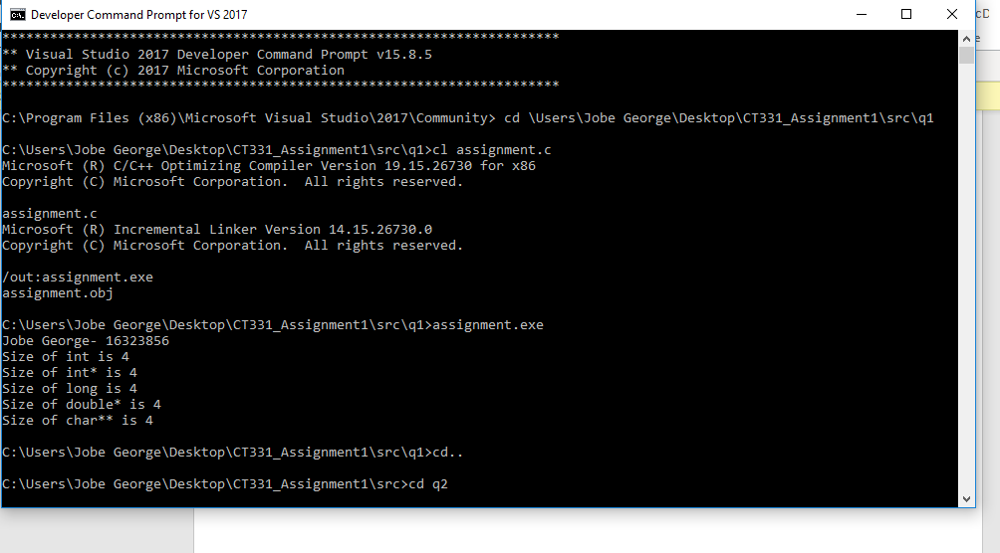 Developer Command Prompt for VS 2017
**********************************************************************
** Visual Studio 2017 Developer Command Prompt v15.8.5
** Copyright (c) 2017 Microsoft Corporation
**********************************************************************
C:\Program Files (x86)\Microsoft Visual Studio\2017\Community> cd \Users\Jobe George\Desktop\CT331_Assignment1\src\q1
C:\Users\Jobe George\Desktop\CT331_Assignment1\src\q1>cl assignment.c
Microsoft (R) C/C++ Optimizing Compiler Version 19.15.26730 for x86
Copyright (C) Microsoft Corporation.  All rights reserved.
assignment.c
Microsoft (R) Incremental Linker Version 14.15.26730.0
Copyright (C) Microsoft Corporation.  All rights reserved.
/out:assignment.exe
assignment.obj
C:\Users\Jobe George\Desktop\CT331_Assignment1\src\q1>assignment.exe
Jobe George- 16323856
Size of int is 4
Size of int* is 4
Size of long is 4
Size of double* is 4
Size of char** is 4
C:\Users\Jobe George\Desktop\CT331_Assignment1\src\q1>cd..
C:\Users\Jobe George\Desktop\CT331_Assignment1\src>cd q2